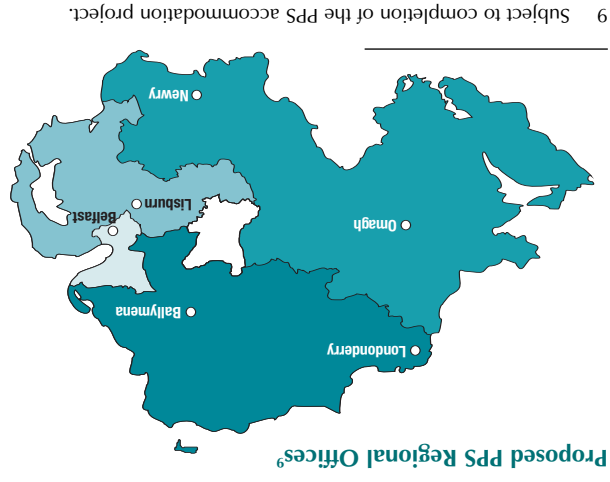 Proposed PPS Regional Offices⁹
Londonderry
Ballymena
Omagh
Belfast
Lisburn
Newry
9 Subject to completion of the PPS accommodation project.